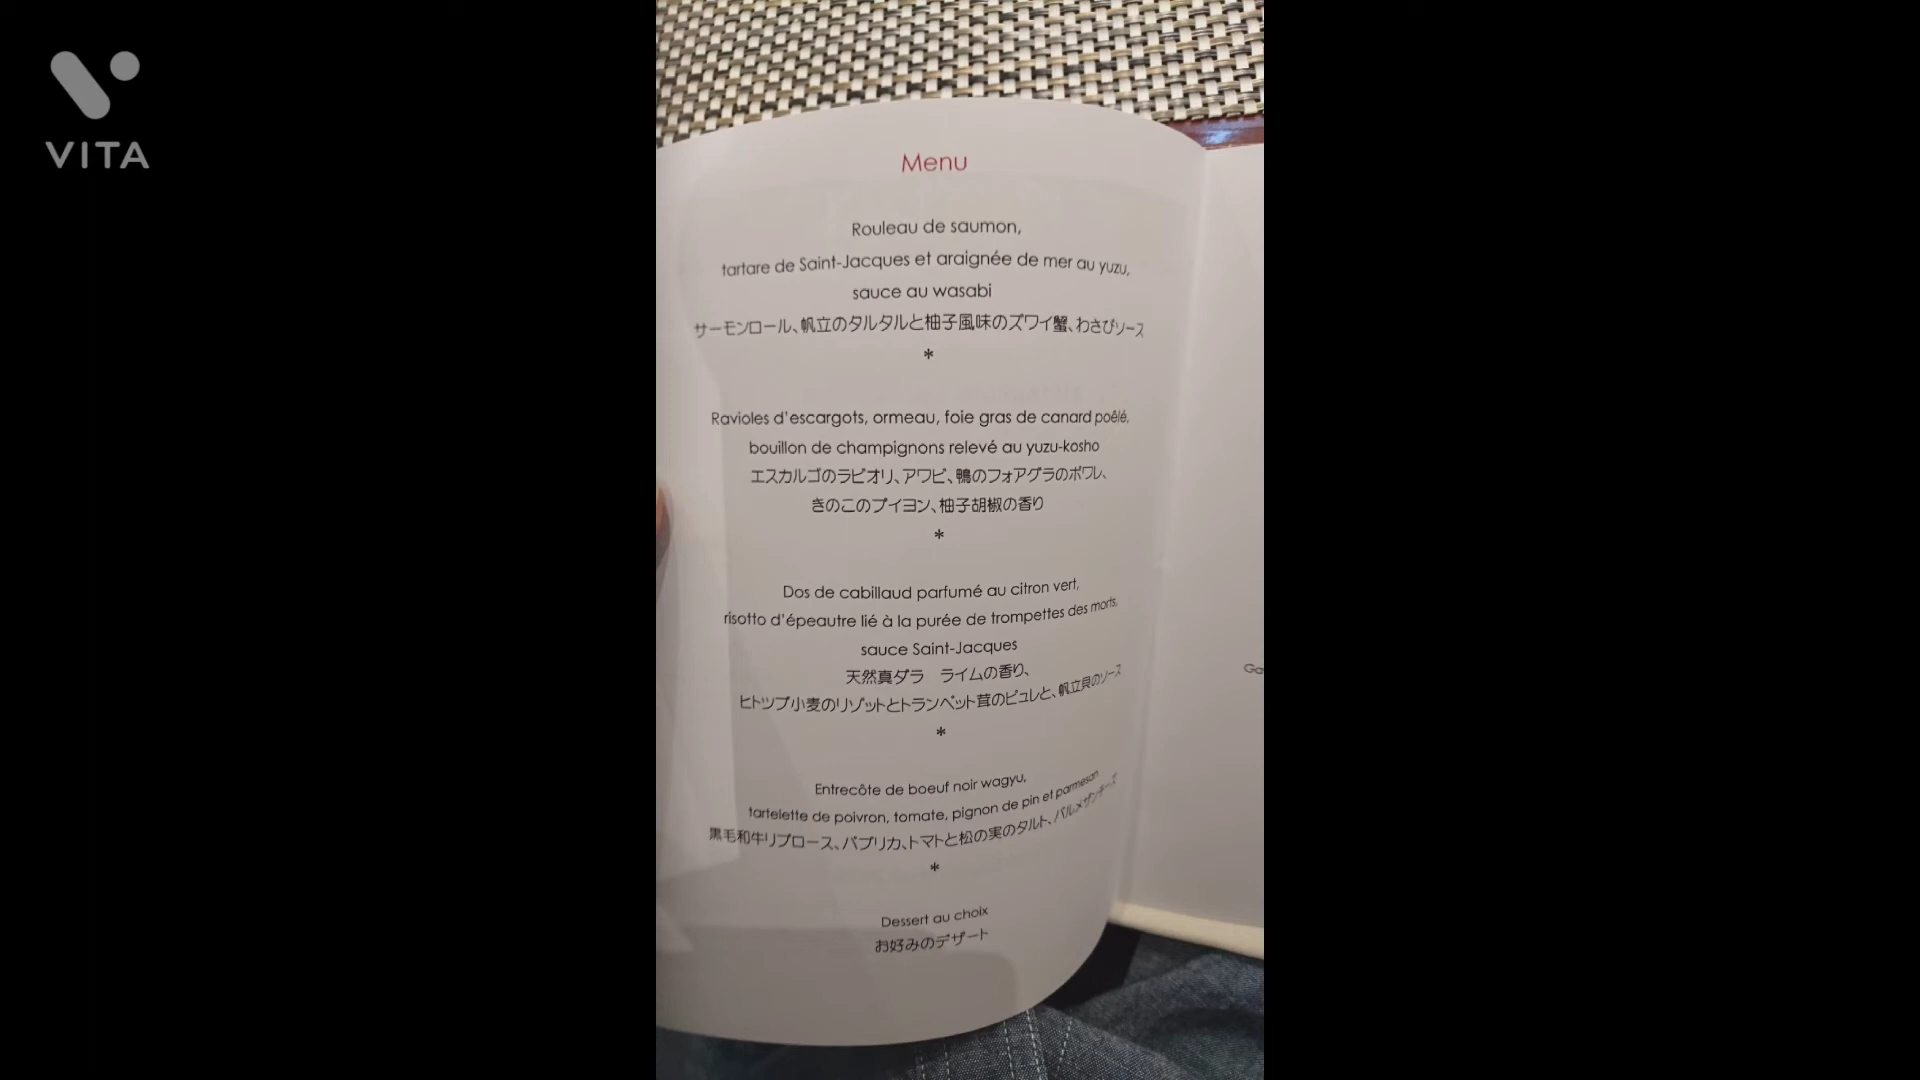 VITA
Menu
Rouleau de saumon,
tartare de Saint-Jacques et araignée de mer au yuzu,
sauce au wasabi
サーモンロール、帆立のタルタルと柚子風味のズワイ蟹、わさびソース
*
Ravioles d'escargots, ormeau, foie gras de canard poêlé,
bouillon de champignons relevé au yuzu-kosho
エスカルゴのラビオリ、アワビ、鴨のフォアグラのポワレ、
きのこのブイヨン、柚子胡椒の香り
*
Dos de cabillaud parfumé au citron vert,
risotto d'épeautre lié à la purée de trompettes des morts,
sauce Saint-Jacques
天然真ダラ　ライムの香り、
ヒトツブ小麦のリゾットとトランペット茸のピュレと、帆立貝のソース
*
Entrecôte de boeuf noir wagyu,
tartelette de poivron, tomate, pignon de pin et parmesan
黒毛和牛リブロース、パプリカ、トマトと松の実のタルト、パルメザンチーズ
*
Dessert au choix
お好みのデザート